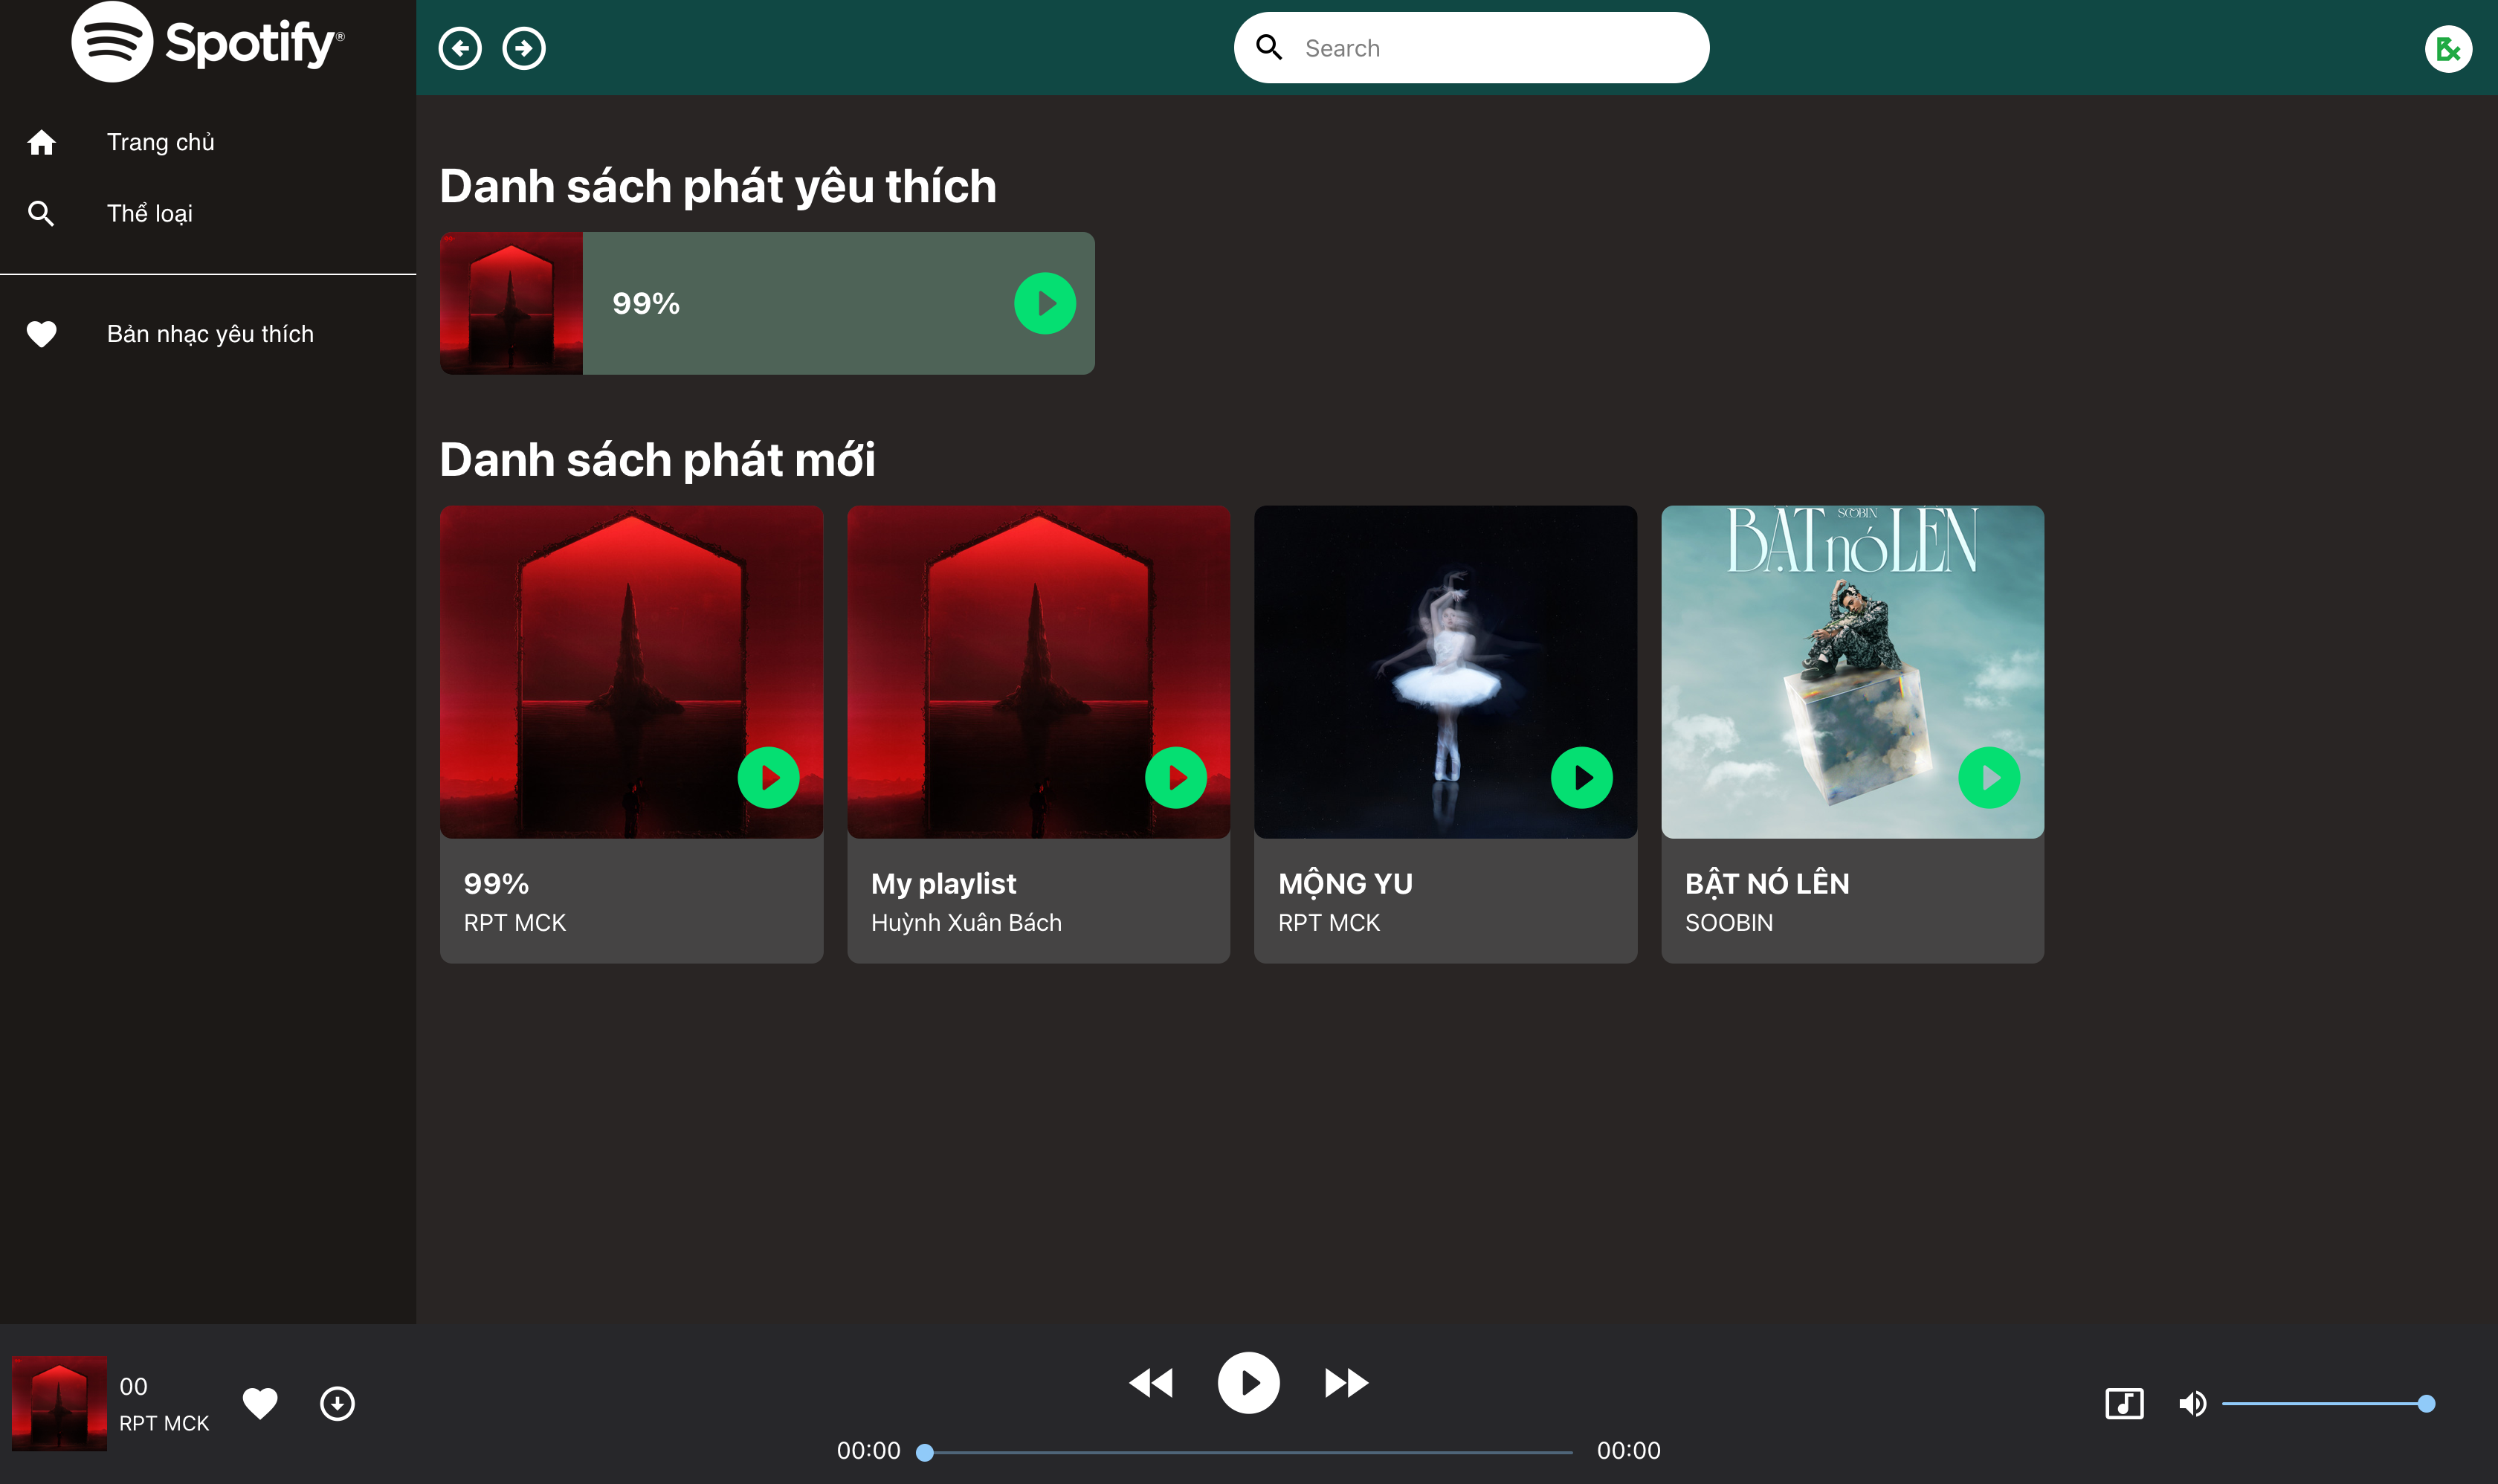 Spotify®
Search
Trang chủ
Thể loại
Bản nhạc yêu thích
Danh sách phát yêu thích
99%
Danh sách phát mới
SOOBIN
BẬT nó LÊN
99%
RPT MCK
My playlist
Huỳnh Xuân Bách
MỘNG YU
RPT MCK
BẬT NÓ LÊN
SOOBIN
00
RPT MCK
00:00
00:00